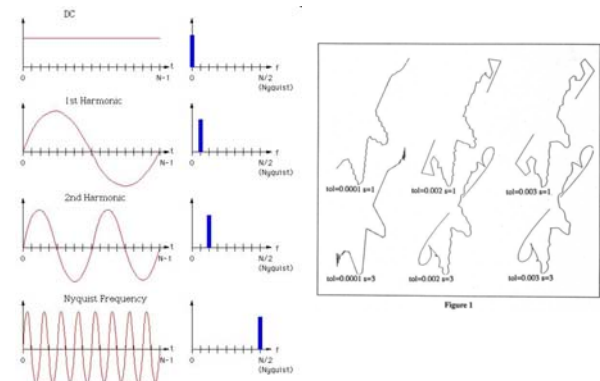 DC
t
f
0
N-1
0
N/2
(Nyquist)
1st Harmonic
t
f
0
N-1
0
N/2
(Nyquist)
2nd Harmonic
t
f
0
N-1
0
N/2
(Nyquist)
Nyquist Frequency
t
f
0
N-1
0
N/2
(Nyquist)
tol=0.0001 s=1
tol=0.002 s=1
tol=0.003 s=1
tol=0.0001 s=3
tol=0.002 s=3
tol=0.003 s=3
Figure 1